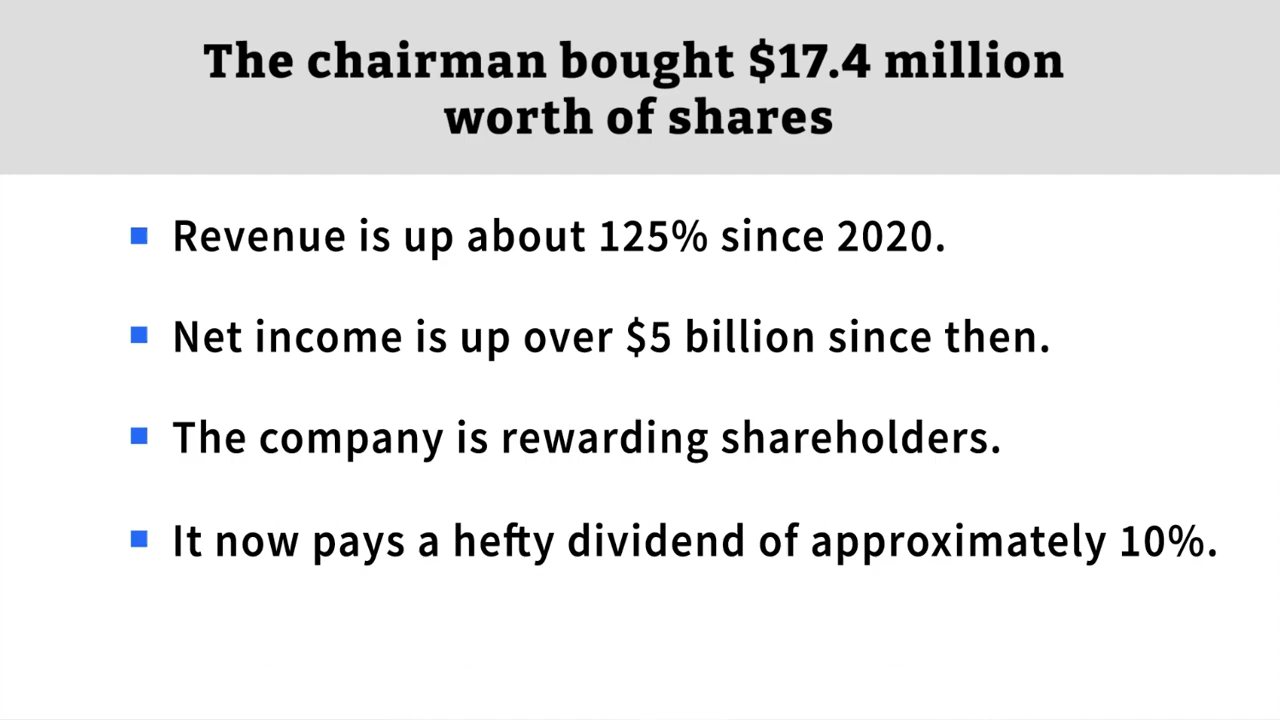 The chairman bought $17.4 million
worth of shares
Revenue is up about 125% since 2020.
Net income is up over $5 billion since then.
The company is rewarding shareholders.
It now pays a hefty dividend of approximately 10%.